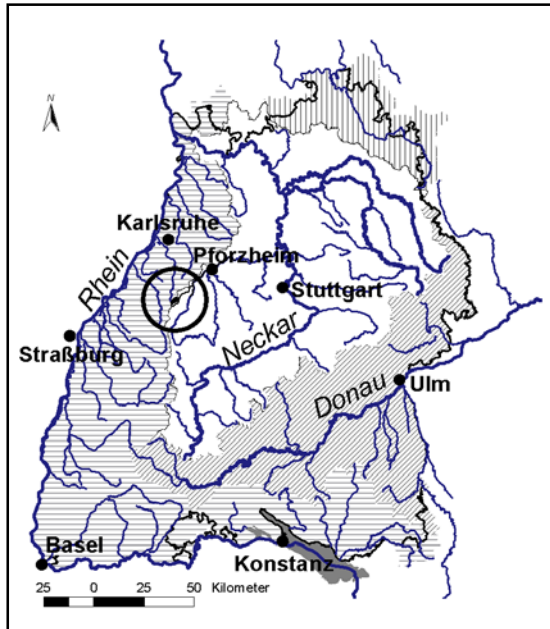 N
Karlsruhe
Pforzheim
Rhein
Stuttgart
Neckar
Straßburg
Donau
Ulm
Basel
Konstanz
25 0 25 50 Kilometer